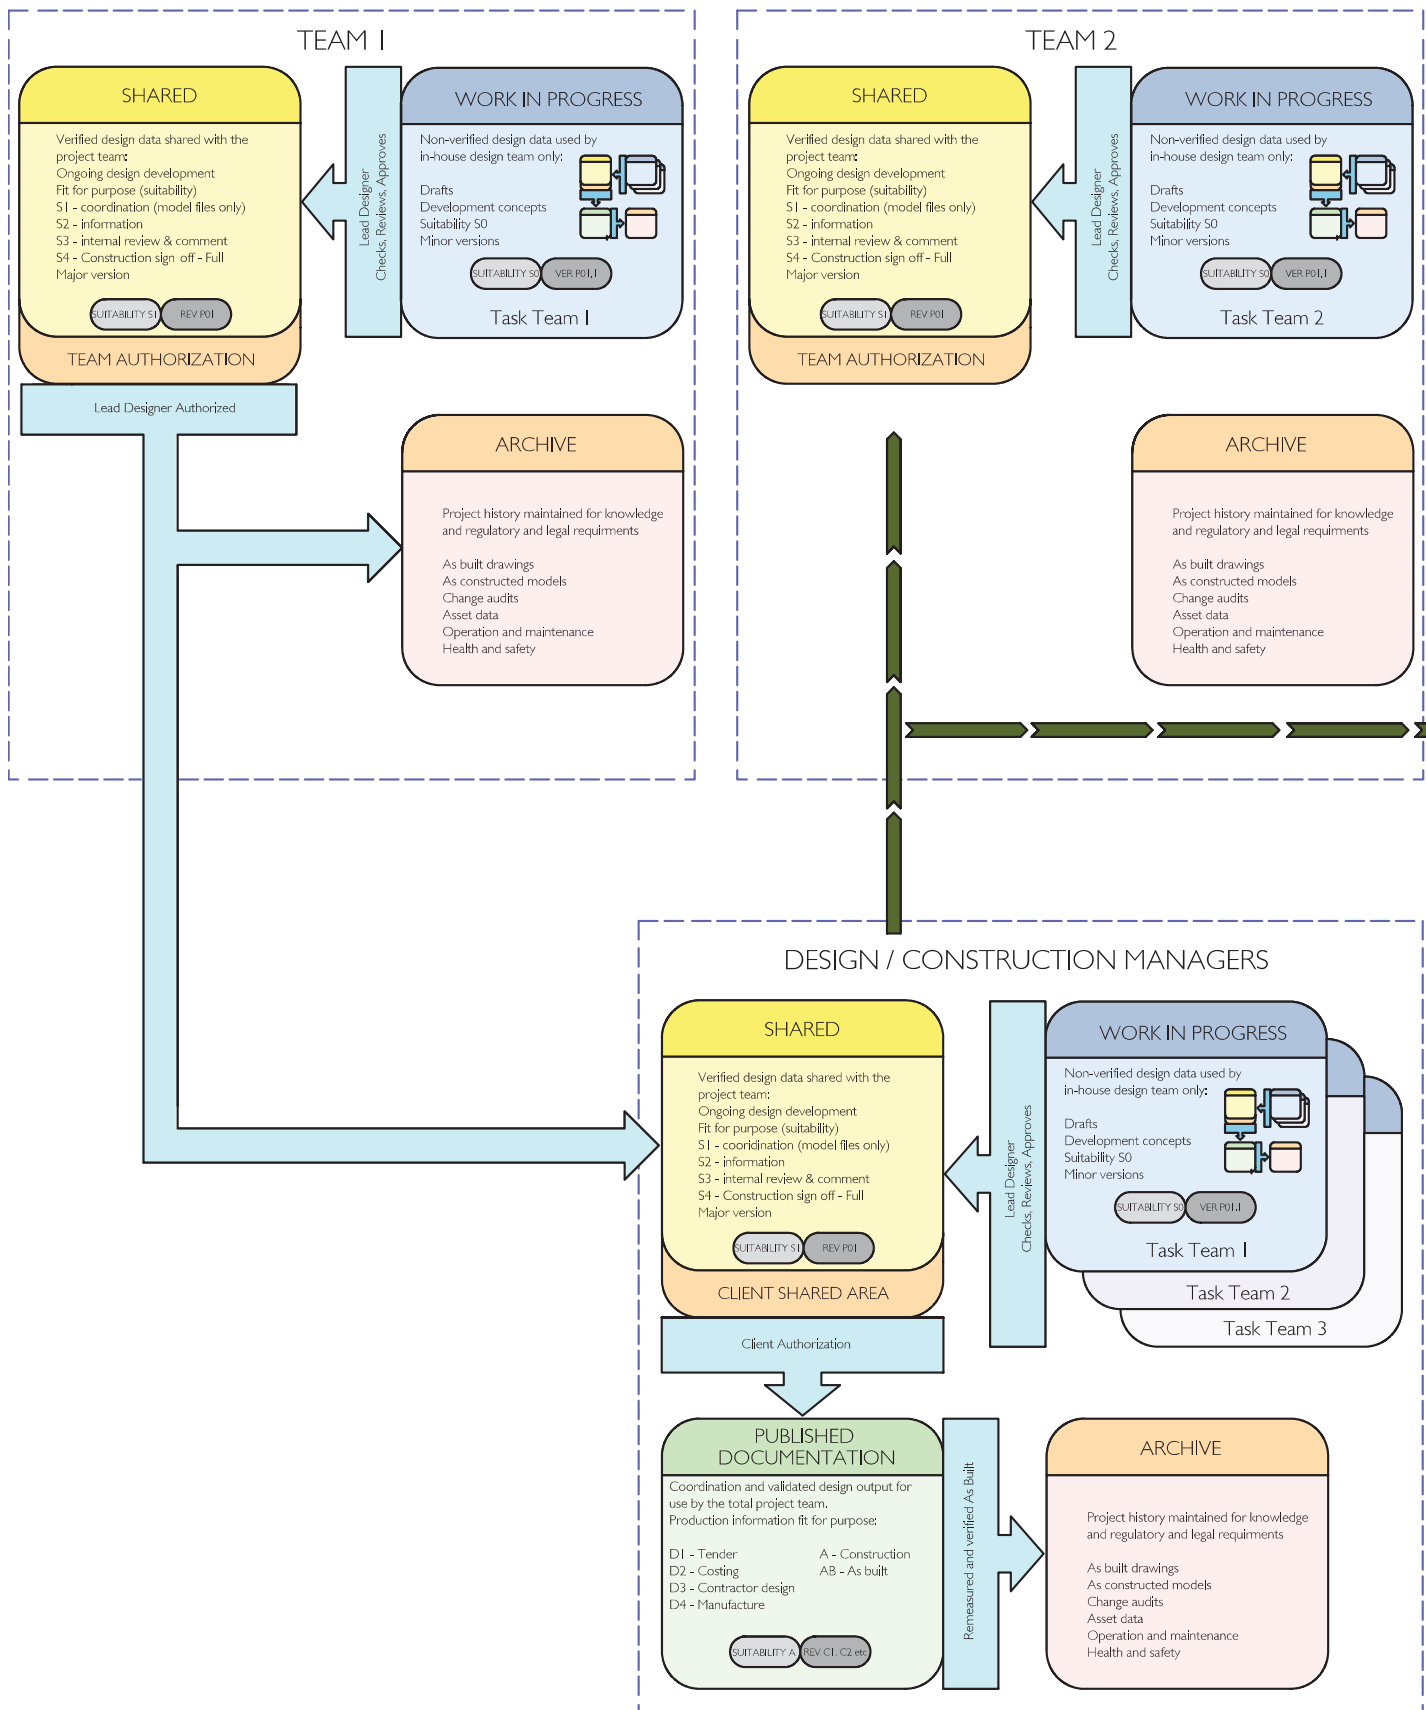 TEAM 1
SHARED
Verified design data shared with the
project team:
Ongoing design development
Fit for purpose (suitability)
S1 - coordination (model files only)
S2 - information
S3 - internal review & comment
S4 - Construction sign off - Full
Major version
SUITABILITY S1
REV P01
TEAM AUTHORIZATION
Lead Designer Authorized
Lead Designer
Checks, Reviews, Approves
WORK IN PROGRESS
Non-verified design data used by
in-house design team only:
Drafts
Development concepts
Suitability S0
Minor versions
SUITABILITY S0
VER P01.1
Task Team 1
ARCHIVE
Project history maintained for knowledge
and regulatory and legal requirments
As built drawings
As constructed models
Change audits
Asset data
Operation and maintenance
Health and safety
TEAM 2
SHARED
Verified design data shared with the
project team:
Ongoing design development
Fit for purpose (suitability)
S1 - coordination (model files only)
S2 - information
S3 - internal review & comment
S4 - Construction sign off - Full
Major version
SUITABILITY S1
REV P01
TEAM AUTHORIZATION
Lead Designer
Checks, Reviews, Approves
WORK IN PROGRESS
Non-verified design data used by
in-house design team only:
Drafts
Development concepts
Suitability S0
Minor versions
SUITABILITY S0
VER P01.1
Task Team 2
ARCHIVE
Project history maintained for knowledge
and regulatory and legal requirments
As built drawings
As constructed models
Change audits
Asset data
Operation and maintenance
Health and safety
DESIGN / CONSTRUCTION MANAGERS
SHARED
Verified design data shared with the
project team:
Ongoing design development
Fit for purpose (suitability)
S1 - cooridination (model files only)
S2 - information
S3 - internal review & comment
S4 - Construction sign off - Full
Major version
SUITABILITY S1
REV P01
CLIENT SHARED AREA
Client Authorization
Lead Designer
Checks, Reviews, Approves
WORK IN PROGRESS
Non-verified design data used by
in-house design team only:
Drafts
Development concepts
Suitability S0
Minor versions
SUITABILITY S0
VER P01.1
Task Team 1
Task Team 2
Task Team 3
PUBLISHED
DOCUMENTATION
Coordination and validated design output for
use by the total project team.
Production information fit for purpose:
D1 - Tender
D2 - Costing
D3 - Contractor design
D4 - Manufacture
A - Construction
AB - As built
SUITABILITY A
REV C1, C2 etc
Remeasured and verified As Built
ARCHIVE
Project history maintained for knowledge
and regulatory and legal requirments
As built drawings
As constructed models
Change audits
Asset data
Operation and maintenance
Health and safety